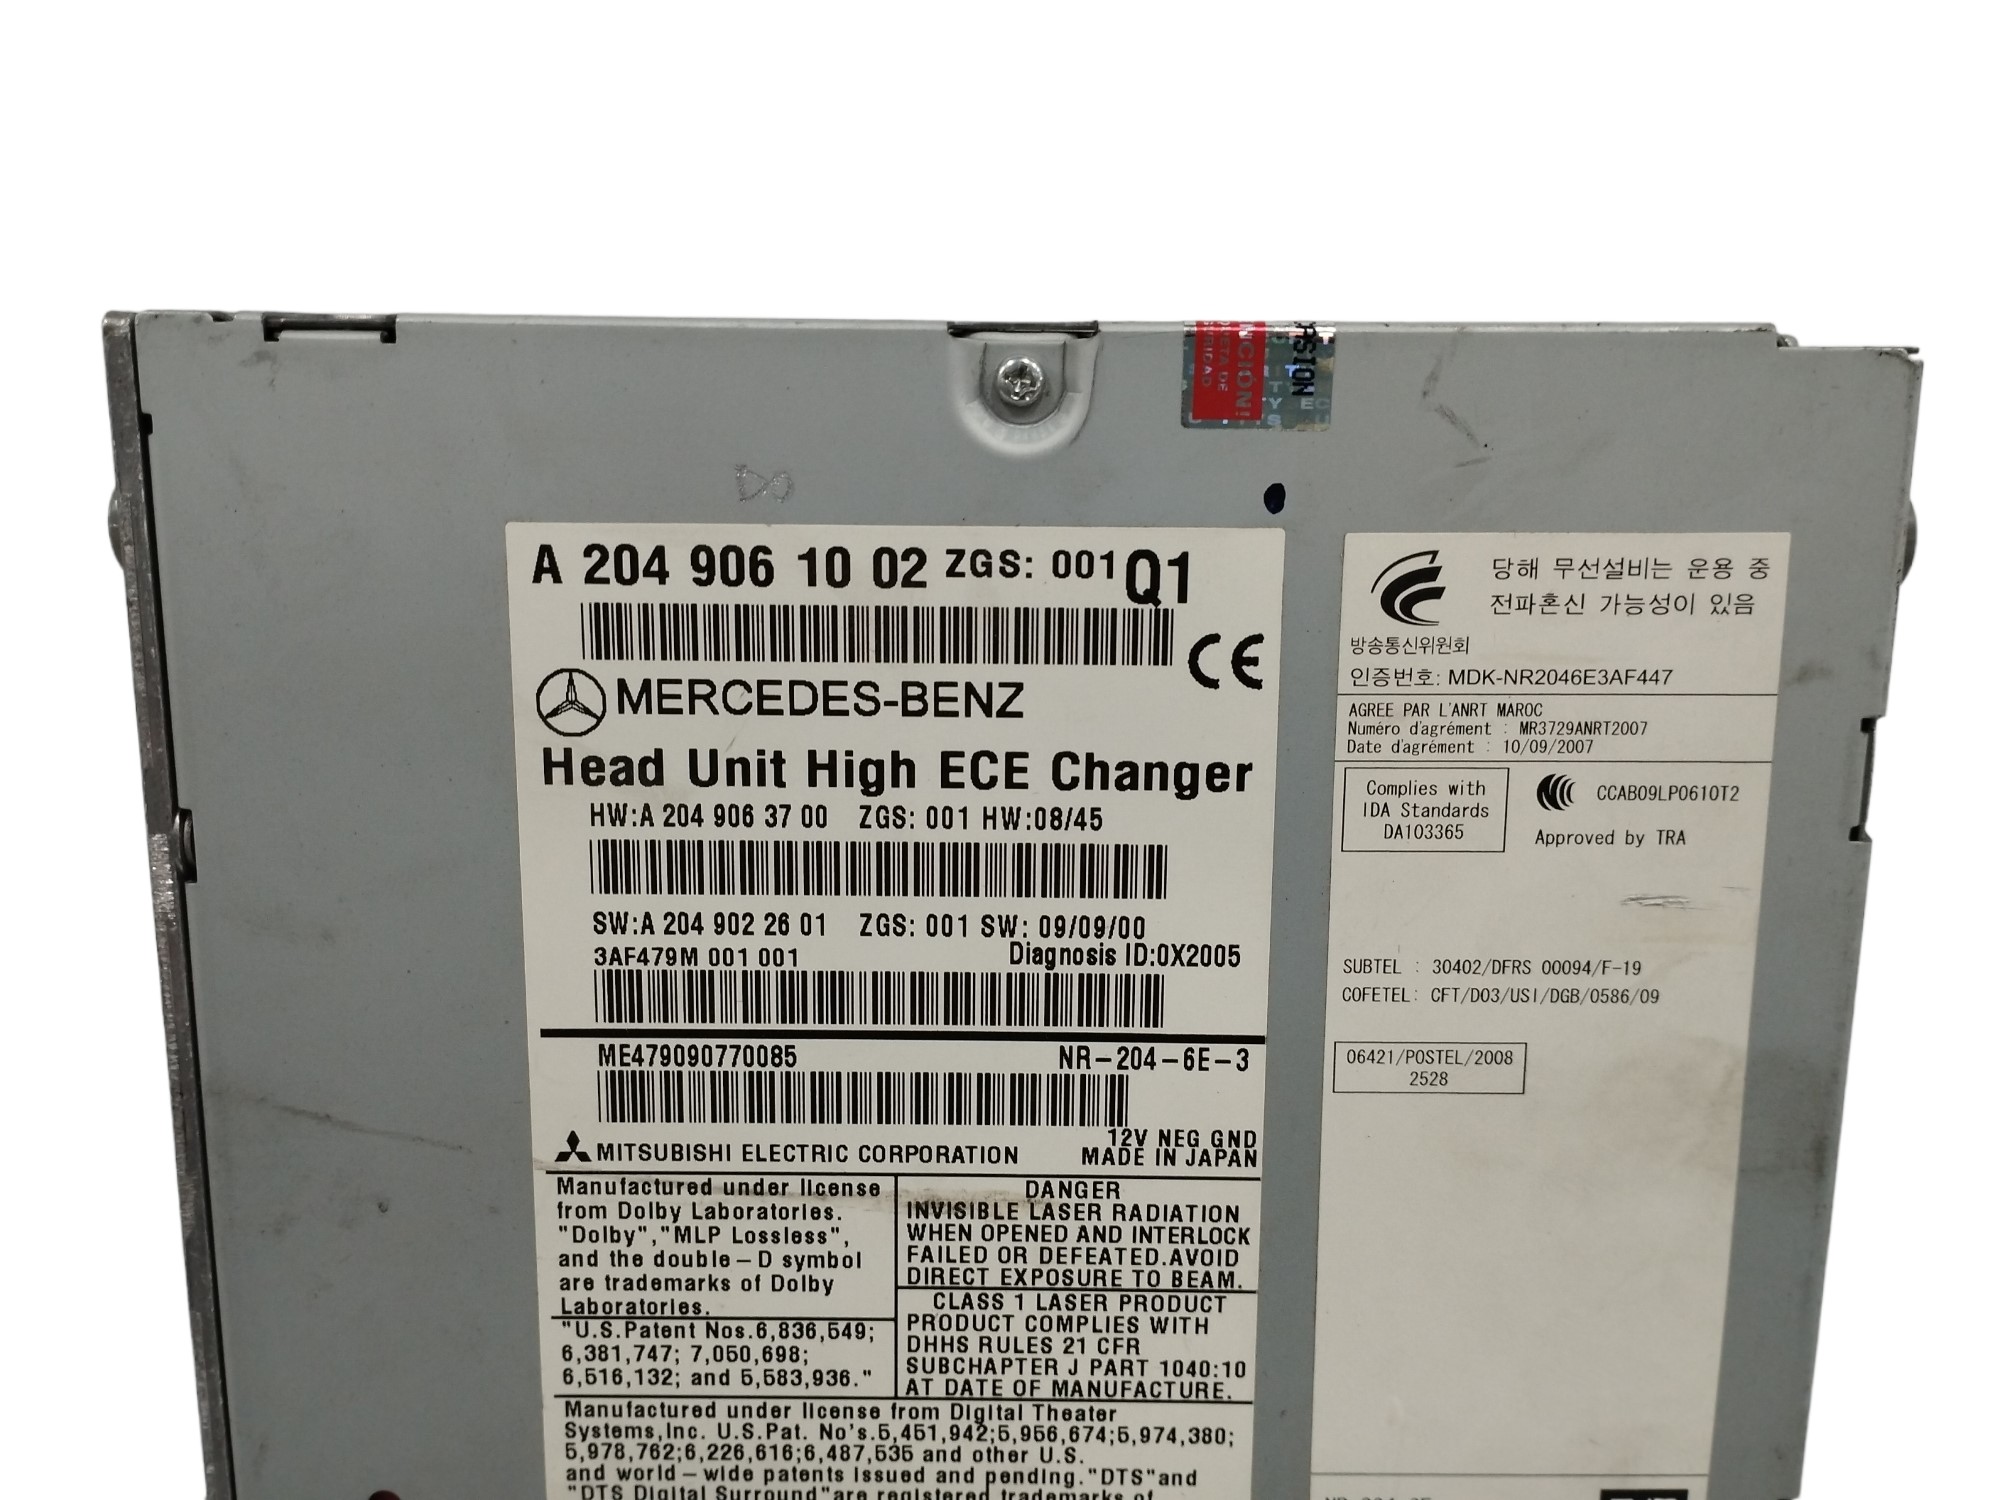 A 204 906 10 02 ZGS: 001 Q1
CE
MERCEDES-BENZ
Head Unit High ECE Changer
HW:A 204 906 37 00 ZGS: 001 HW:08/45
SW:A 204 902 26 01 ZGS: 001 SW: 09/09/00
3AF479M 001 001 Diagnosis ID:0X2005
ME479090770085 NR-204-6E-3
MITSUBISHI ELECTRIC CORPORATION
12V NEG GND
MADE IN JAPAN
Manufactured under license
from Dolby Laboratories.
"Dolby","MLP Lossless",
and the double-D symbol
are trademarks of Dolby
Laboratories.
"U.S.Patent Nos.6,836,549;
6,381,747; 7,050,698;
6,516,132; and 5,583,936."
DANGER
INVISIBLE LASER RADIATION
WHEN OPENED AND INTERLOCK
FAILED OR DEFEATED.AVOID
DIRECT EXPOSURE TO BEAM.
CLASS 1 LASER PRODUCT
PRODUCT COMPLIES WITH
DHHS RULES 21 CFR
SUBCHAPTER J PART 1040:10
AT DATE OF MANUFACTURE.
Manufactured under license from Digital Theater
Systems,Inc. U.S.Pat. No's.5,451,942;5,956,674;5,974,380;
5,978,762;6,226,616;6,487,535 and other U.S.
and world-wide patents issued and pending."DTS"and
"DTS Digital Surround"are registered trademarks of
당해 무선설비는 운용 중
전파혼신 가능성이 있음
방송통신위원회
인증번호: MDK-NR2046E3AF447
AGREE PAR L'ANRT MAROC
Numéro d'agrément : MR3729ANRT2007
Date d'agrément : 10/09/2007
Complies with
IDA Standards
DA103365
CCAB09LP0610T2
Approved by TRA
SUBTEL : 30402/DFRS 00094/F-19
COFETEL: CFT/D03/USI/DGB/0586/09
06421/POSTEL/2008
2528